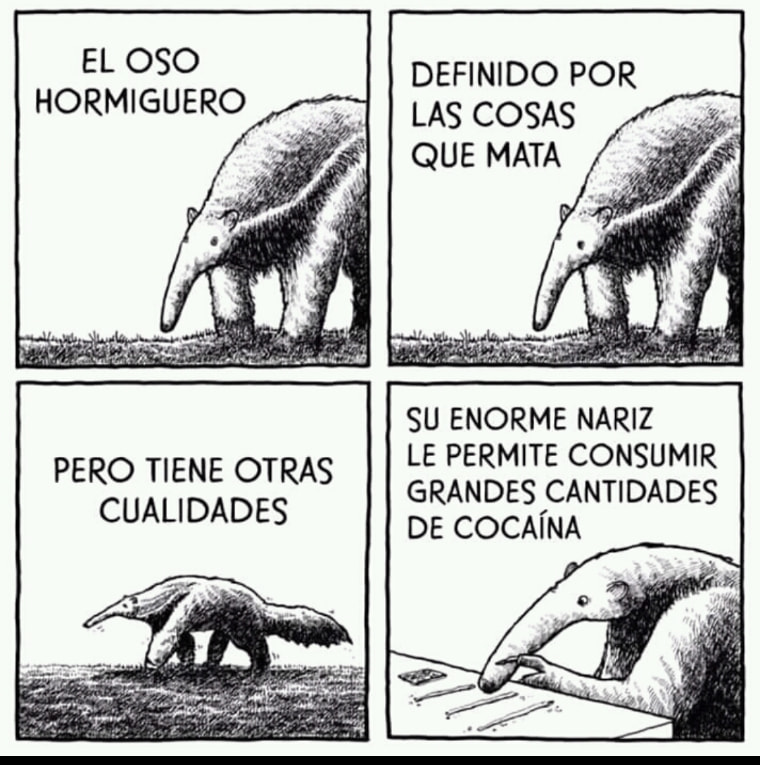 EL OSO
HORMIGUERO
DEFINIDO POR
LAS COSAS
QUE MATA
PERO TIENE OTRAS
CUALIDADES
SU ENORME NARIZ
LE PERMITE CONSUMIR
GRANDES CANTIDADES
DE COCAÍNA